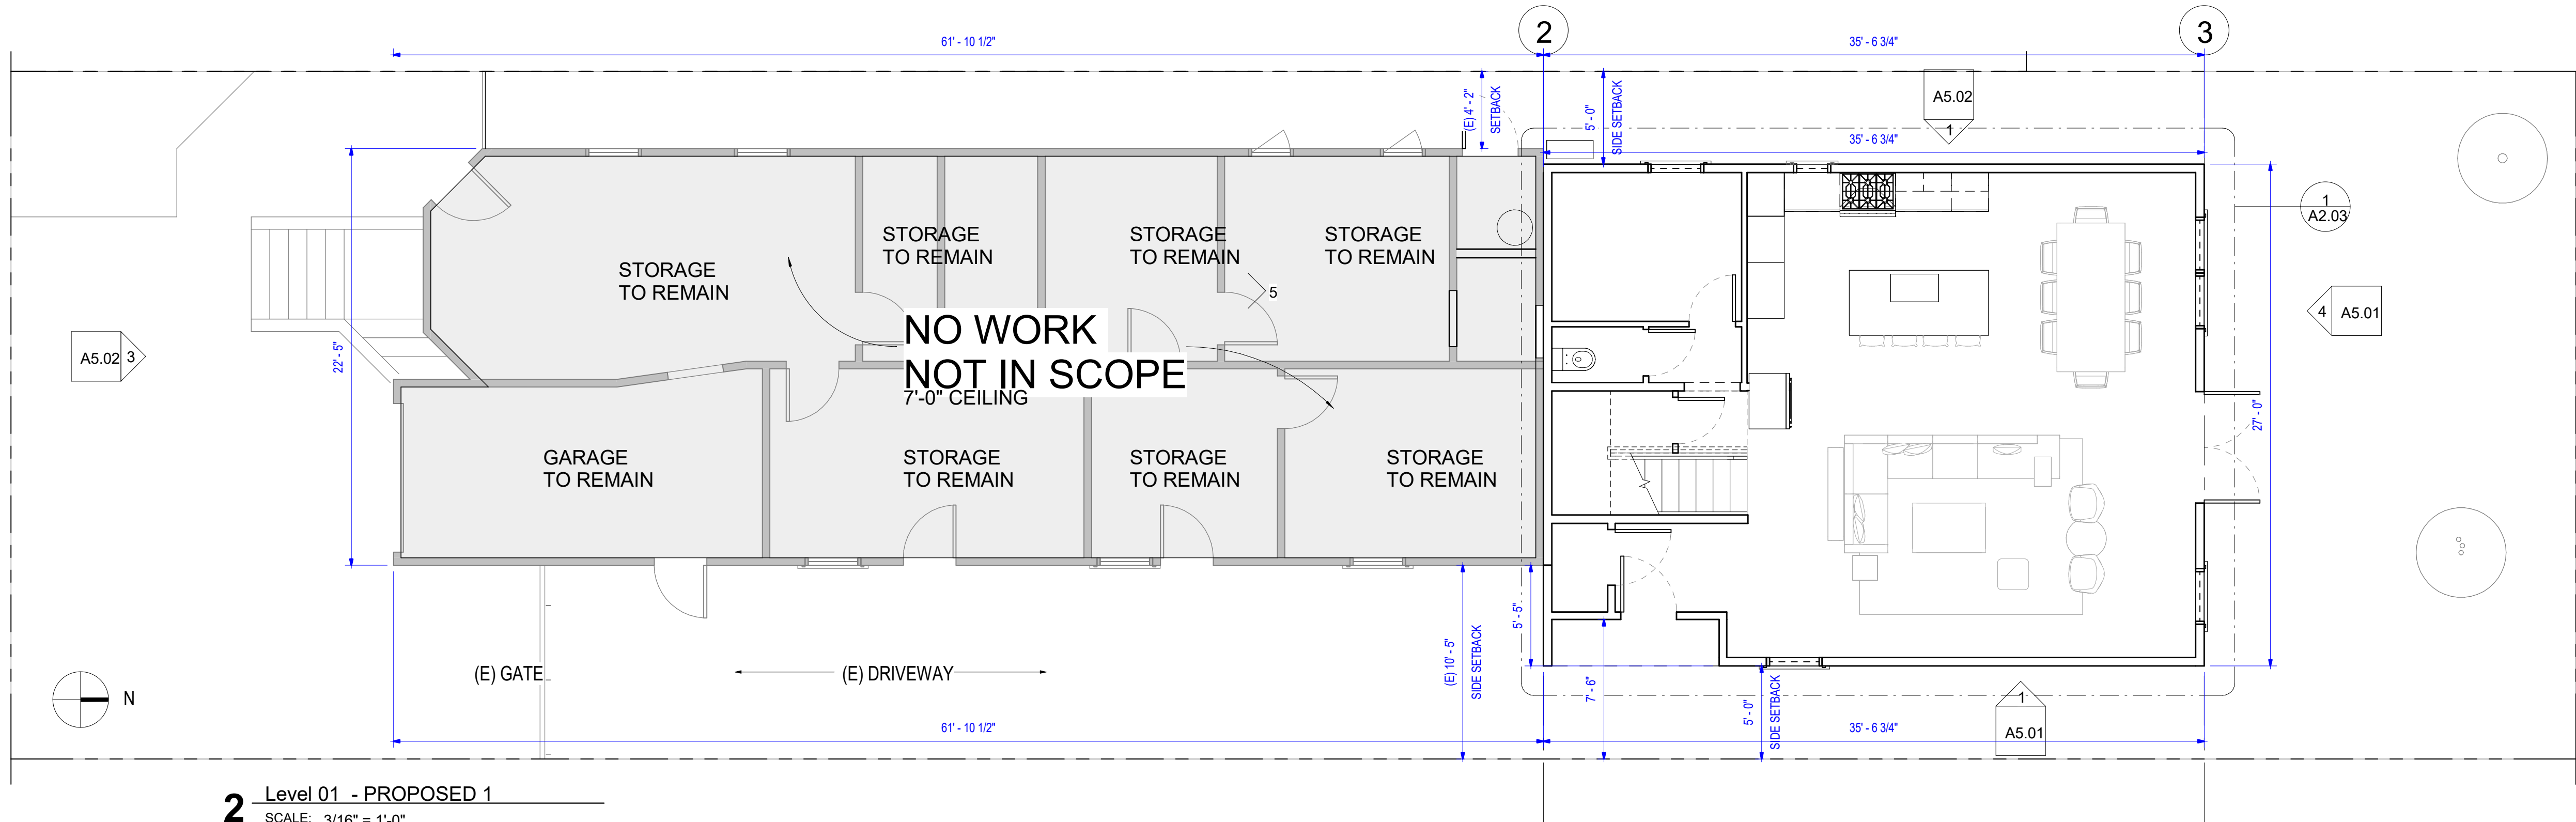 2
3
61' - 10 1/2"
35' - 6 3/4"
(E) 4' - 2"
SETBACK
5' - 0"
SIDE SETBACK
A5.02
1
35' - 6 3/4"
1
A2.03
STORAGE
TO REMAIN
STORAGE
TO REMAIN
STORAGE
TO REMAIN
STORAGE
TO REMAIN
5
A5.02 3
22' - 5"
NO WORK
NOT IN SCOPE
7'-0" CEILING
4 A5.01
27' - 0"
GARAGE
TO REMAIN
STORAGE
TO REMAIN
STORAGE
TO REMAIN
STORAGE
TO REMAIN
5' - 5"
(E) 10' - 5"
SIDE SETBACK
7' - 6"
5' - 0"
SIDE SETBACK
(E) GATE
(E) DRIVEWAY
N
61' - 10 1/2"
35' - 6 3/4"
1
A5.01
2 Level 01 - PROPOSED 1
SCALE: 3/16" = 1'-0"